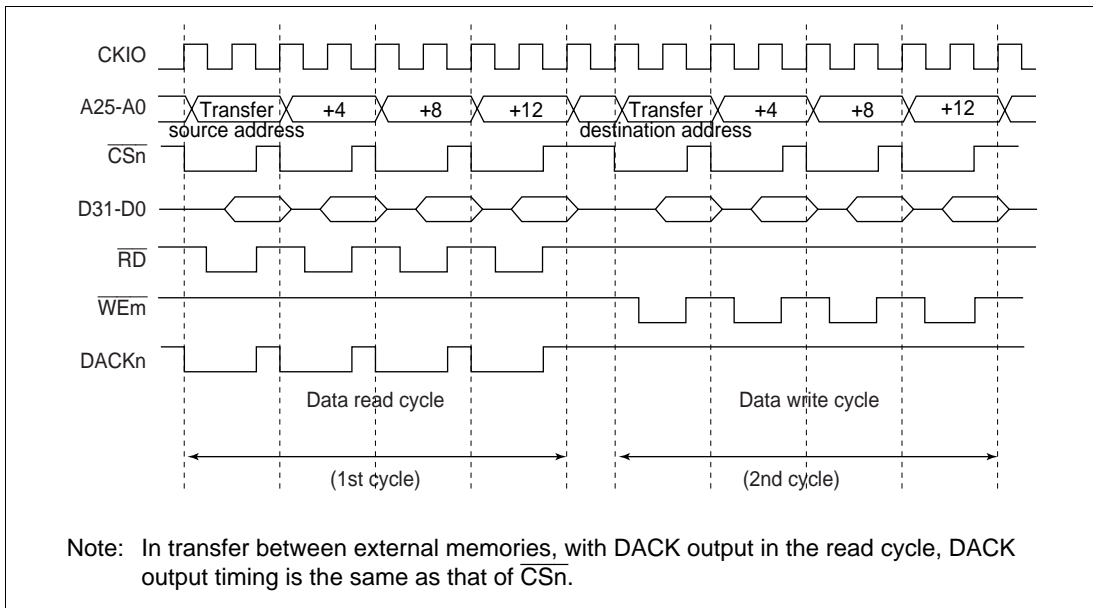 CKIO
A25-A0 Transfer +4 +8 +12 Transfer +4 +8 +12
source address destination address
CSn
D31-D0
RD
WEm
DACKn
Data read cycle Data write cycle
(1st cycle) (2nd cycle)
Note: In transfer between external memories, with DACK output in the read cycle, DACK
output timing is the same as that of CSn.